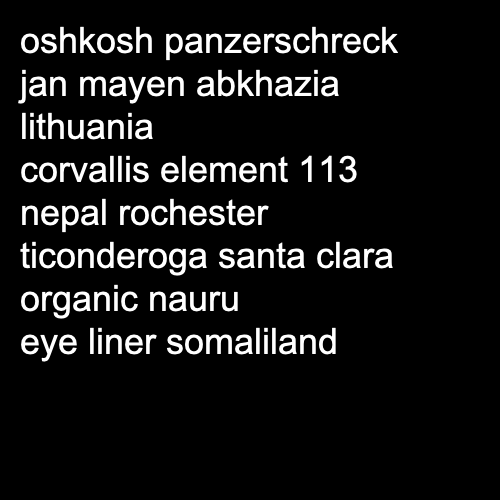 oshkosh panzerschreck
jan mayen abkhazia
lithuania
corvallis element 113
nepal rochester
ticonderoga santa clara
organic nauru
eye liner somaliland